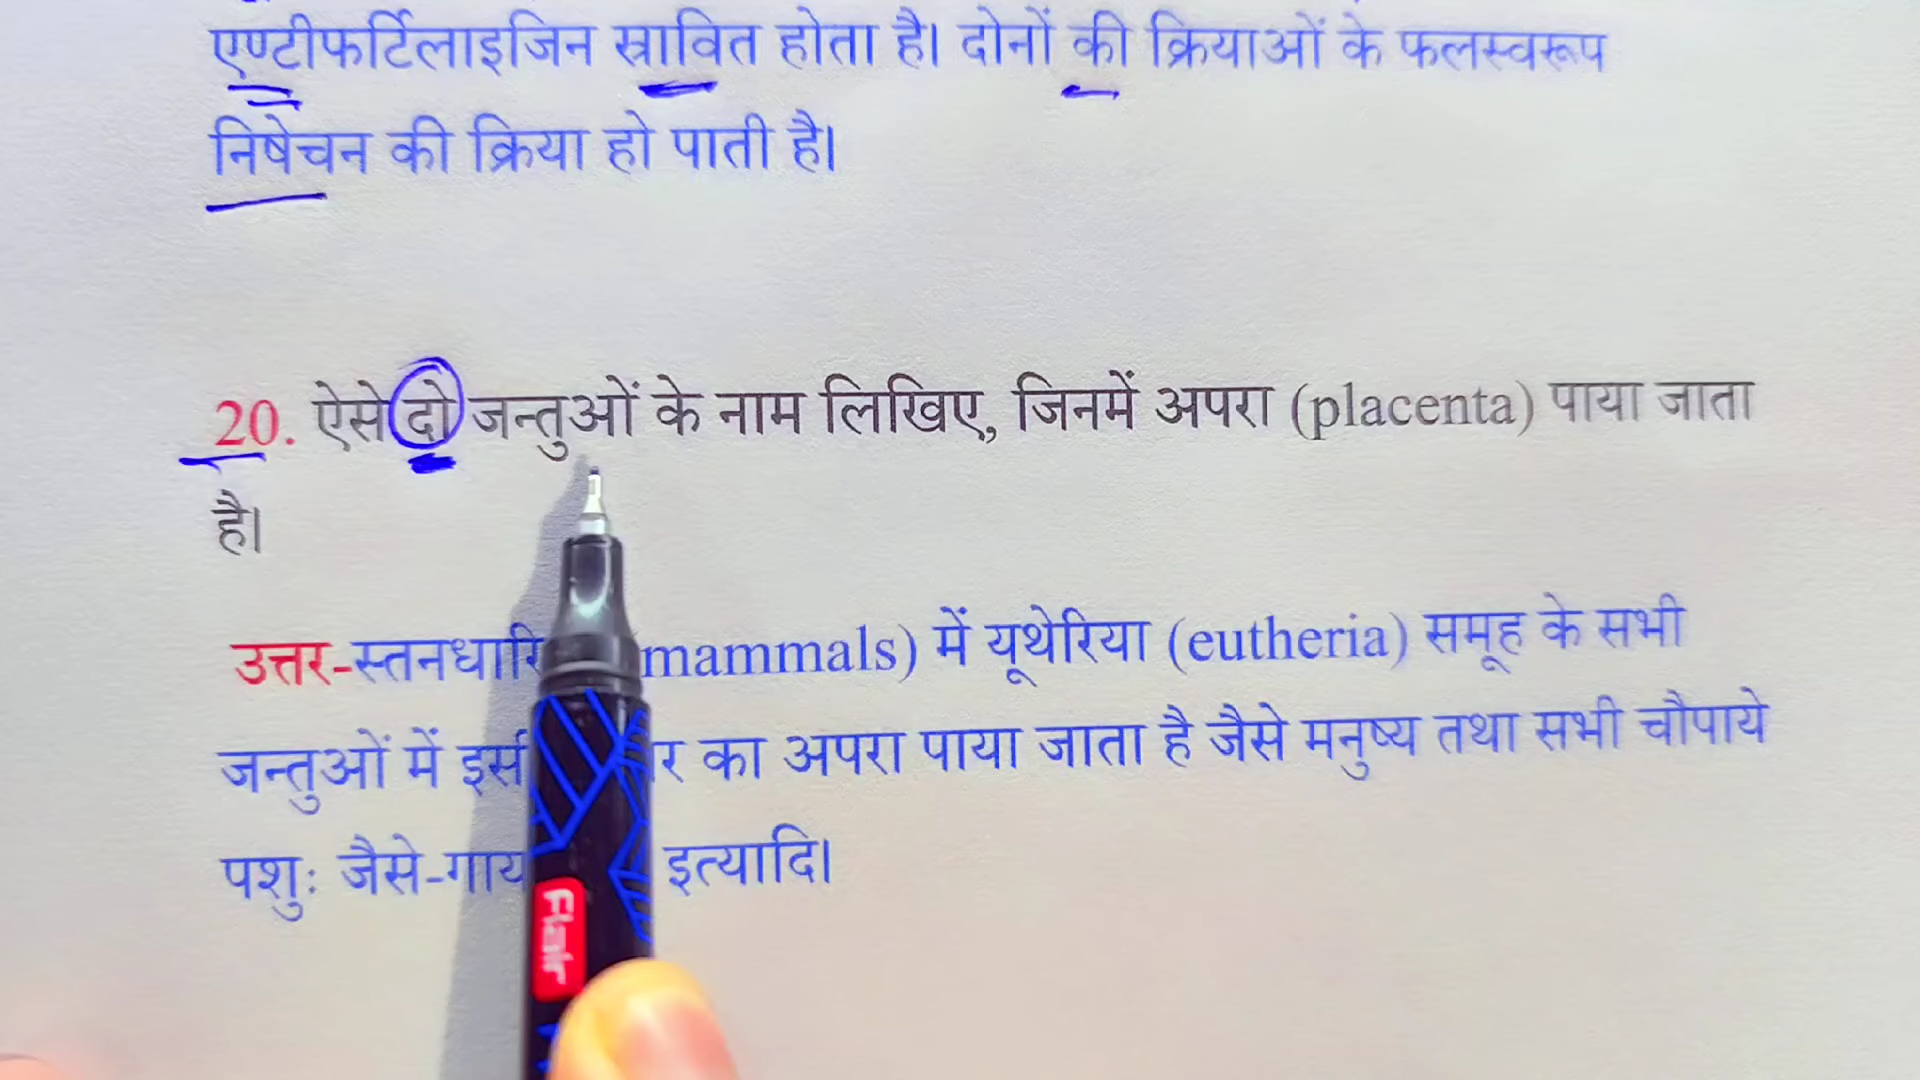 एण्टीफर्टिलाइजिन स्रावित होता है। दोनों की क्रियाओं के फलस्वरूप
निषेचन की क्रिया हो पाती है।
20. ऐसे दो जन्तुओं के नाम लिखिए, जिनमें अपरा (placenta) पाया जाता
है।
उत्तर-स्तनधारि mammals) में यूथेरिया (eutheria) समूह के सभी
जन्तुओं में का अपरा पाया जाता है जैसे मनुष्य तथा सभी चौपाये
पशुः जैसे-गाय इत्यादि।
Flair